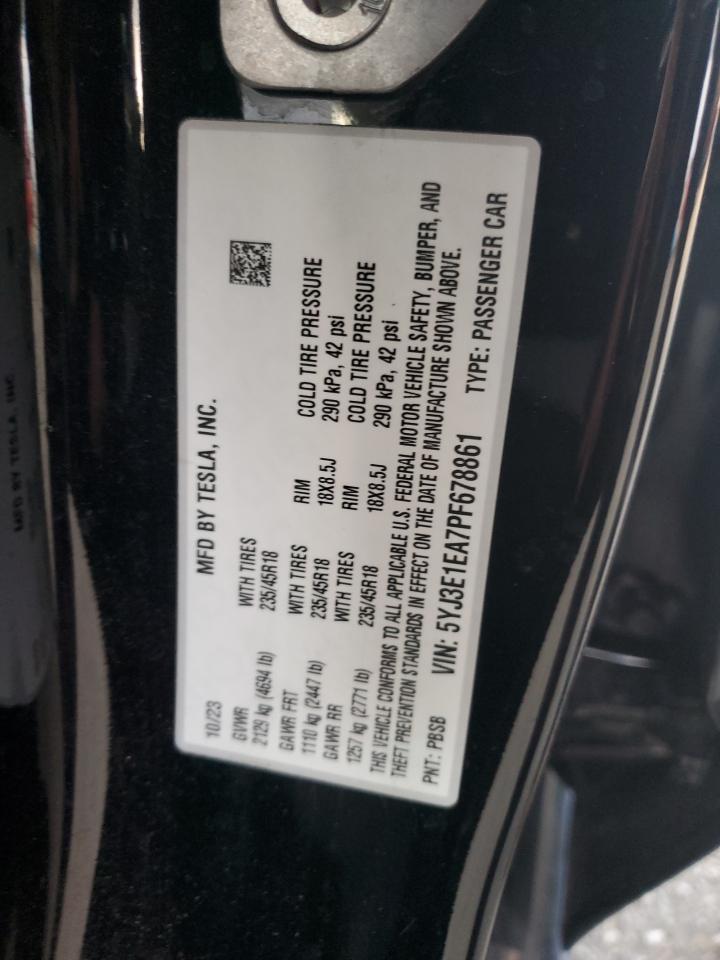 MFD BY TESLA, INC.
10/23
GVWR WITH TIRES
2129 kg (4694 lb) 235/45R18
GAWR FRT WITH TIRES RIM COLD TIRE PRESSURE
1110 kg (2447 lb) 235/45R18 18X8.5J 290 kPa, 42 psi
GAWR RR WITH TIRES RIM COLD TIRE PRESSURE
1257 kg (2771 lb) 235/45R18 18X8.5J 290 kPa, 42 psi
THIS VEHICLE CONFORMS TO ALL APPLICABLE U.S. FEDERAL MOTOR VEHICLE SAFETY, BUMPER, AND
THEFT PREVENTION STANDARDS IN EFFECT ON THE DATE OF MANUFACTURE SHOWN ABOVE.
PNT: PBSB VIN: 5YJ3E1EA7PF678861 TYPE: PASSENGER CAR
MFD BY TESLA, INC